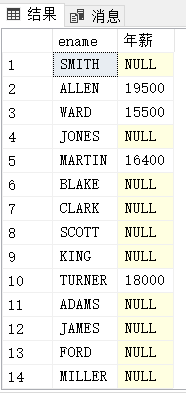 结果 消息
ename 年薪
1 SMITH NULL
2 ALLEN 19500
3 WARD 15500
4 JONES NULL
5 MARTIN 16400
6 BLAKE NULL
7 CLARK NULL
8 SCOTT NULL
9 KING NULL
10 TURNER 18000
11 ADAMS NULL
12 JAMES NULL
13 FORD NULL
14 MILLER NULL